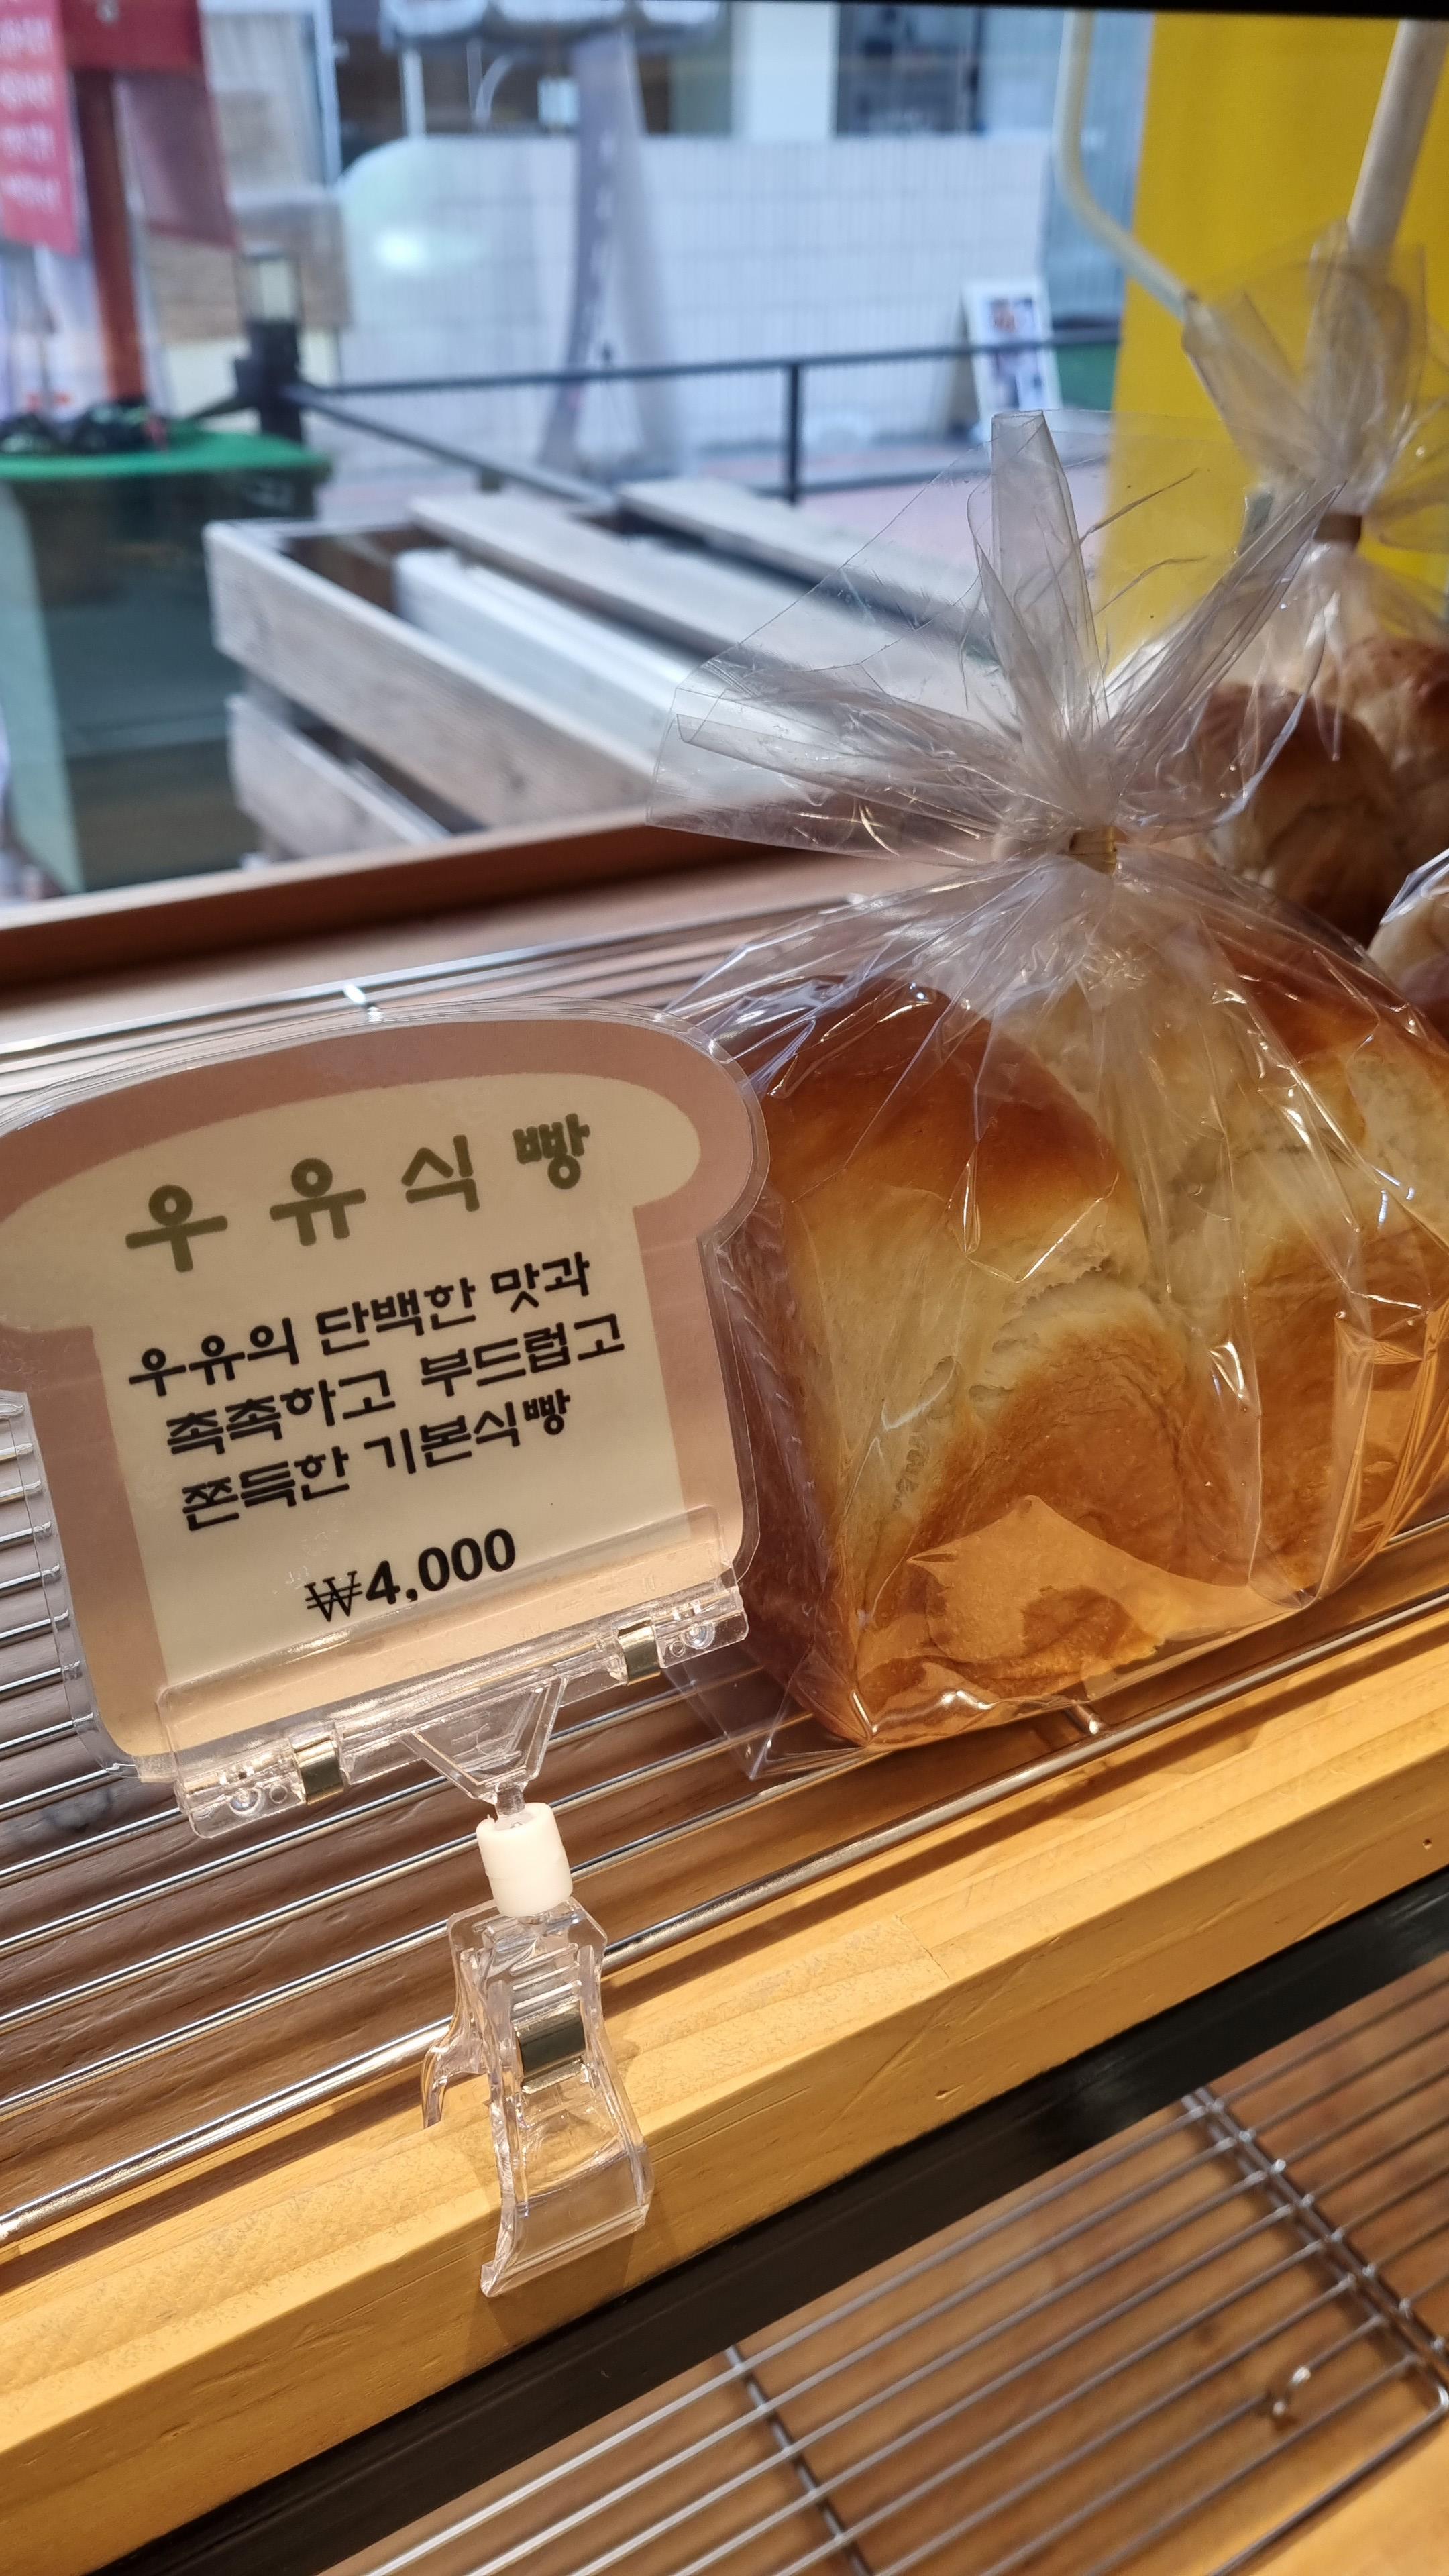 우유식빵
우유의 단백한 맛과
촉촉하고 부드럽고
쫀득한 기본식빵
₩4,000